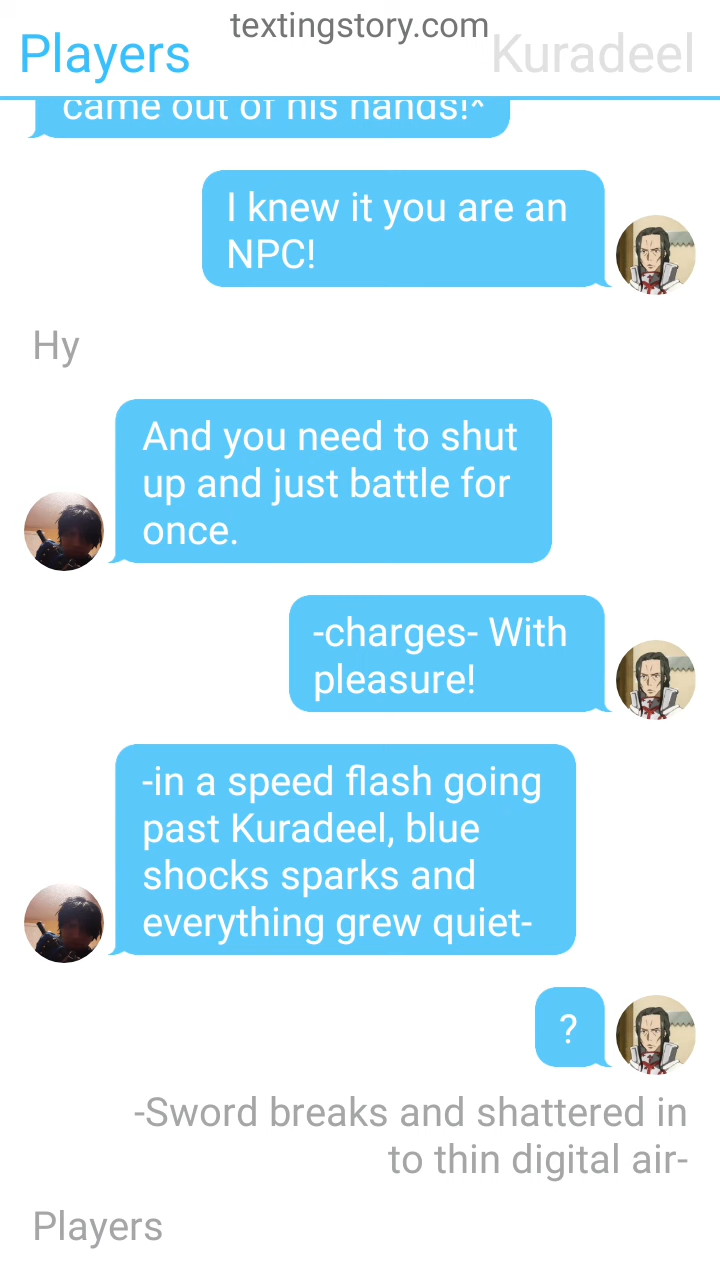 textingstory.com
Players
Kuradeel
came out of his hands!^
I knew it you are an
NPC!
Hy
And you need to shut
up and just battle for
once.
-charges- With
pleasure!
-in a speed flash going
past Kuradeel, blue
shocks sparks and
everything grew quiet-
?
-Sword breaks and shattered in
to thin digital air-
Players